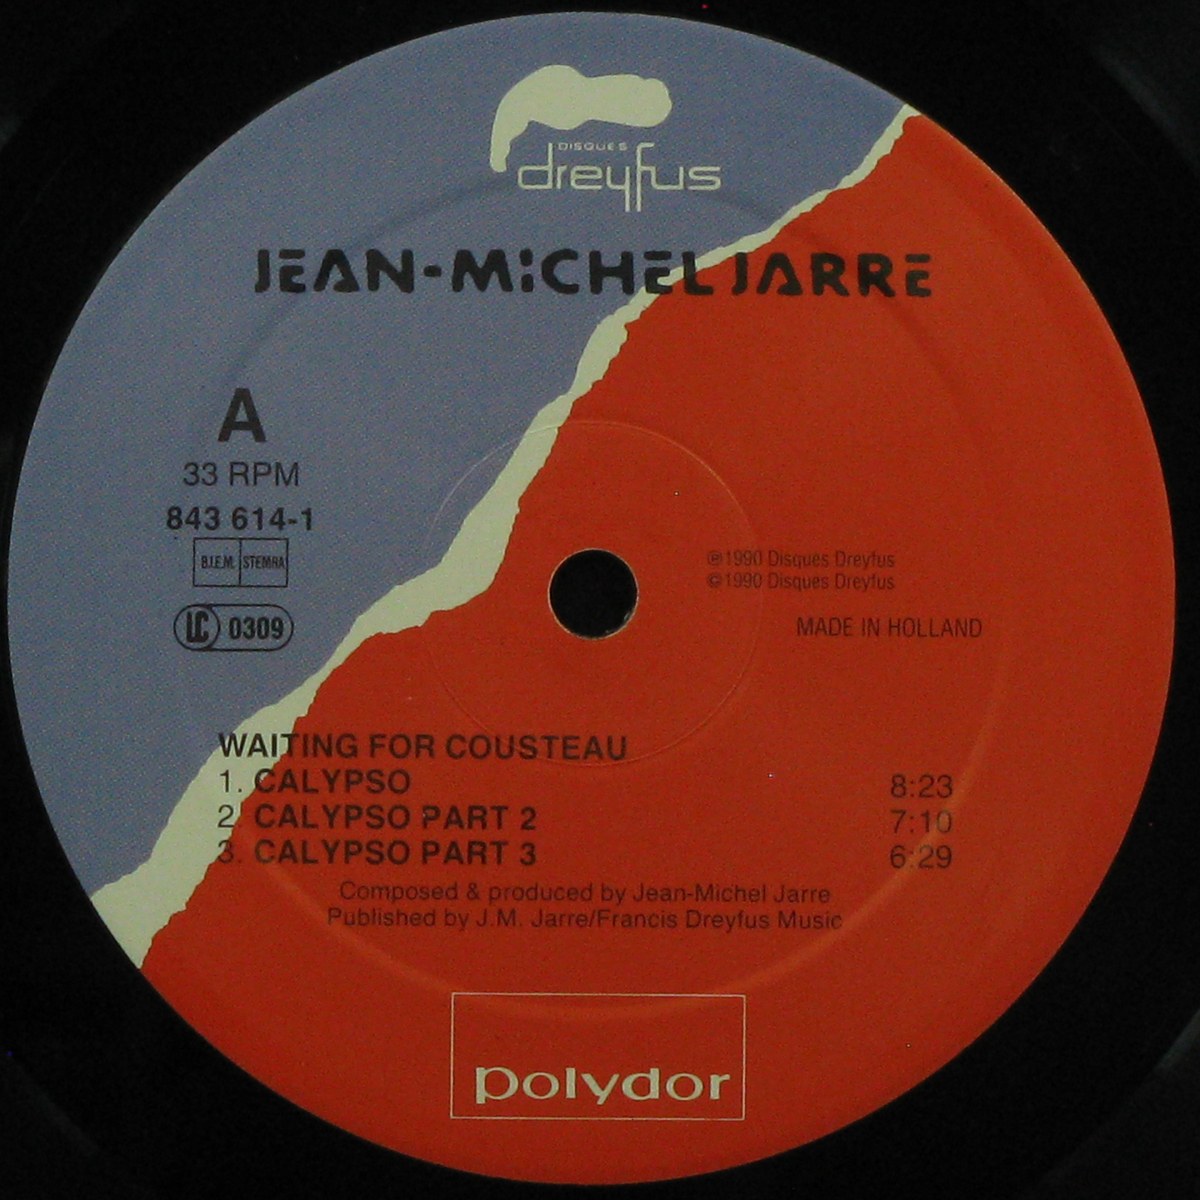 DISQUES
dreyfus
JEAN-MICHEL JARRE
A
33 RPM
843 614-1
B.I.E.M. STEMRA
LC 0309
℗1990 Disques Dreyfus
©1990 Disques Dreyfus
MADE IN HOLLAND
WAITING FOR COUSTEAU
1. CALYPSO 8:23
2. CALYPSO PART 2 7:10
3. CALYPSO PART 3 6:29
Composed & produced by Jean-Michel Jarre
Published by J.M. Jarre/Francis Dreyfus Music
polydor